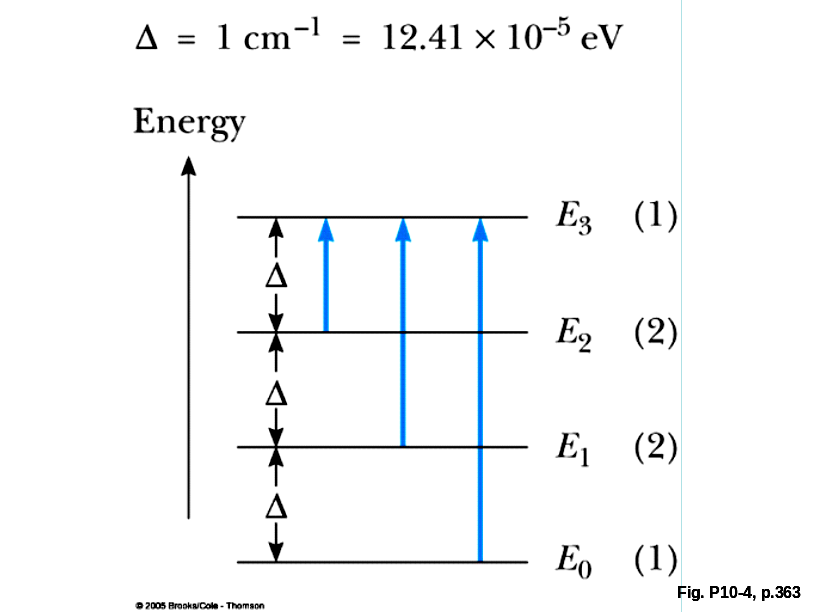 Δ = 1 cm⁻¹ = 12.41 × 10⁻⁵ eV
Energy
E₃ (1)
Δ
E₂ (2)
Δ
E₁ (2)
Δ
E₀ (1)
Fig. P10-4, p.363
© 2005 Brooks/Cole - Thomson